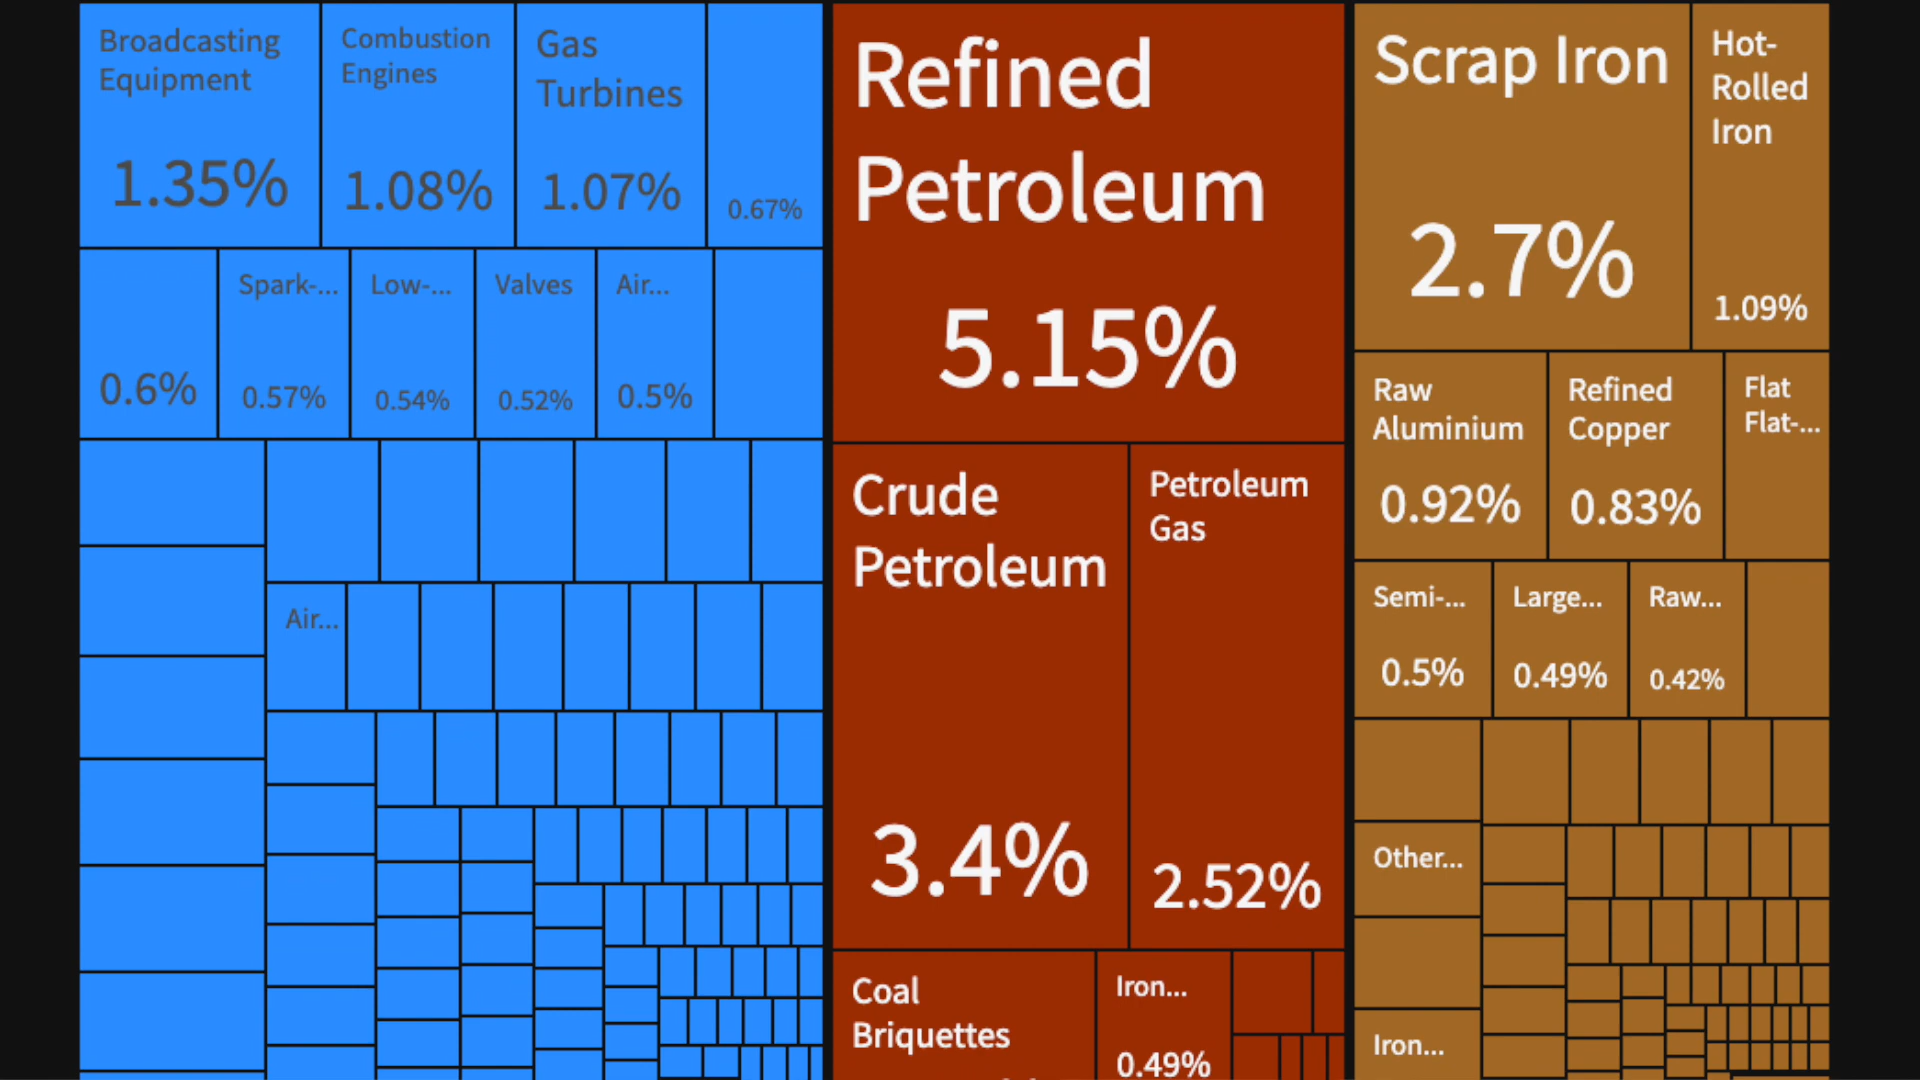 Broadcasting
Equipment
1.35%
Combustion
Engines
1.08%
Gas
Turbines
1.07%
0.67%
0.6%
Spark-...
0.57%
Low-...
0.54%
Valves
0.52%
Air...
0.5%
Air...
Refined
Petroleum
5.15%
Crude
Petroleum
3.4%
Petroleum
Gas
2.52%
Coal
Briquettes
Iron...
0.49%
Scrap Iron
2.7%
Hot-
Rolled
Iron
1.09%
Raw
Aluminium
0.92%
Refined
Copper
0.83%
Flat
Flat-...
Semi-...
0.5%
Large...
0.49%
Raw...
0.42%
Other...
Iron...